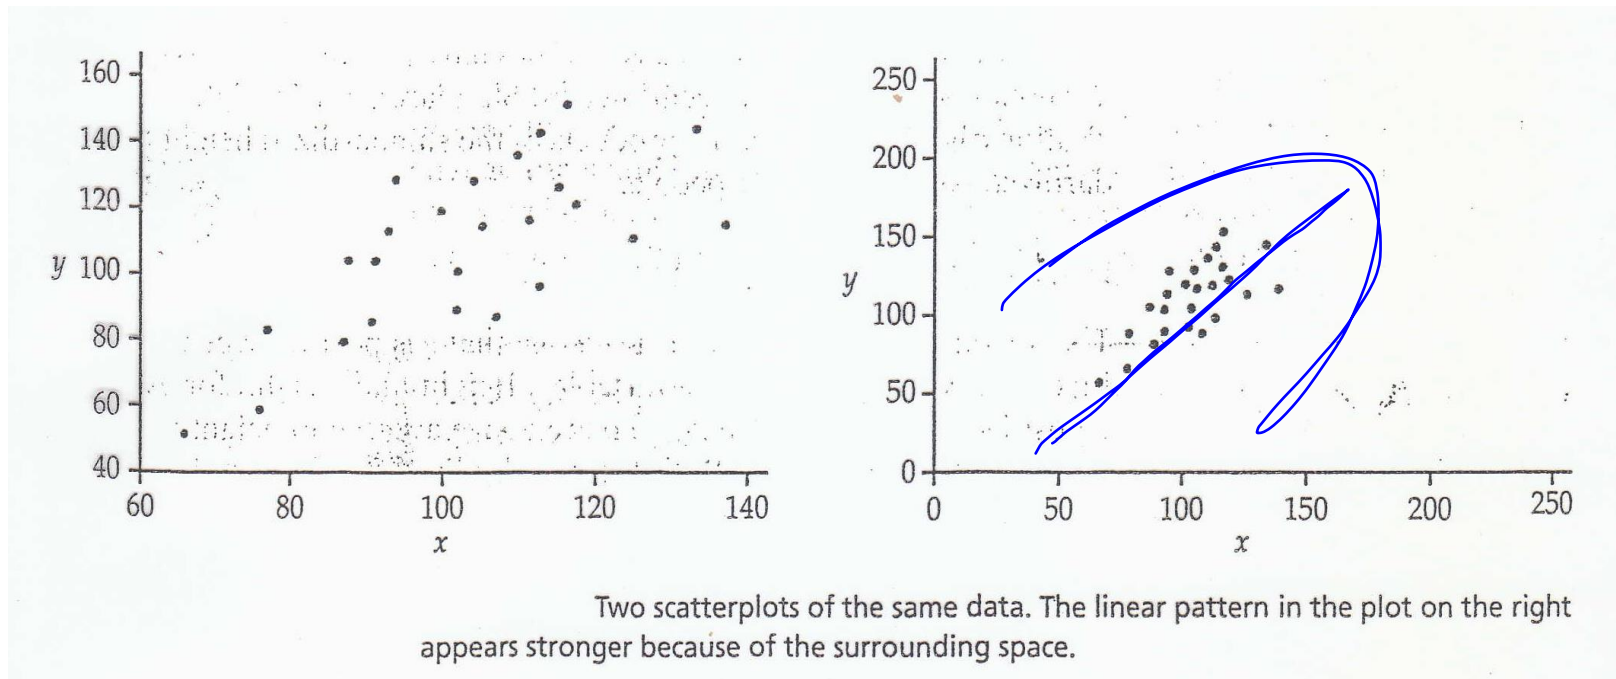 160
140
120
y 100
80
60
40
60 80 100 120 140
x
250
200
150
y
100
50
0
0 50 100 150 200 250
x
Two scatterplots of the same data. The linear pattern in the plot on the right
appears stronger because of the surrounding space.